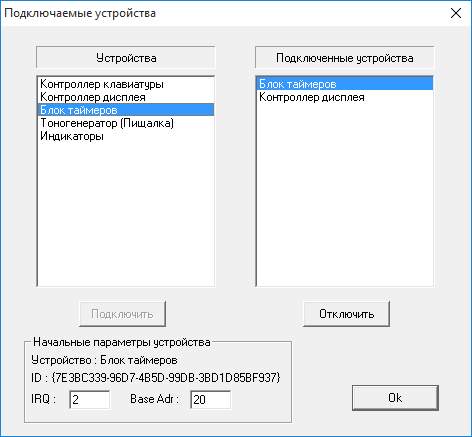 Подключаемые устройства
Устройства
Подключенные устройства
Контроллер клавиатуры
Контроллер дисплея
Блок таймеров
Тоногенератор (Пищалка)
Индикаторы
Блок таймеров
Контроллер дисплея
Подключить
Отключить
Начальные параметры устройства
Устройство : Блок таймеров
ID : {7E3BC339-96D7-4B5D-99DB-3BD1D85BF937}
IRQ : 2 Base Adr : 20
Ok